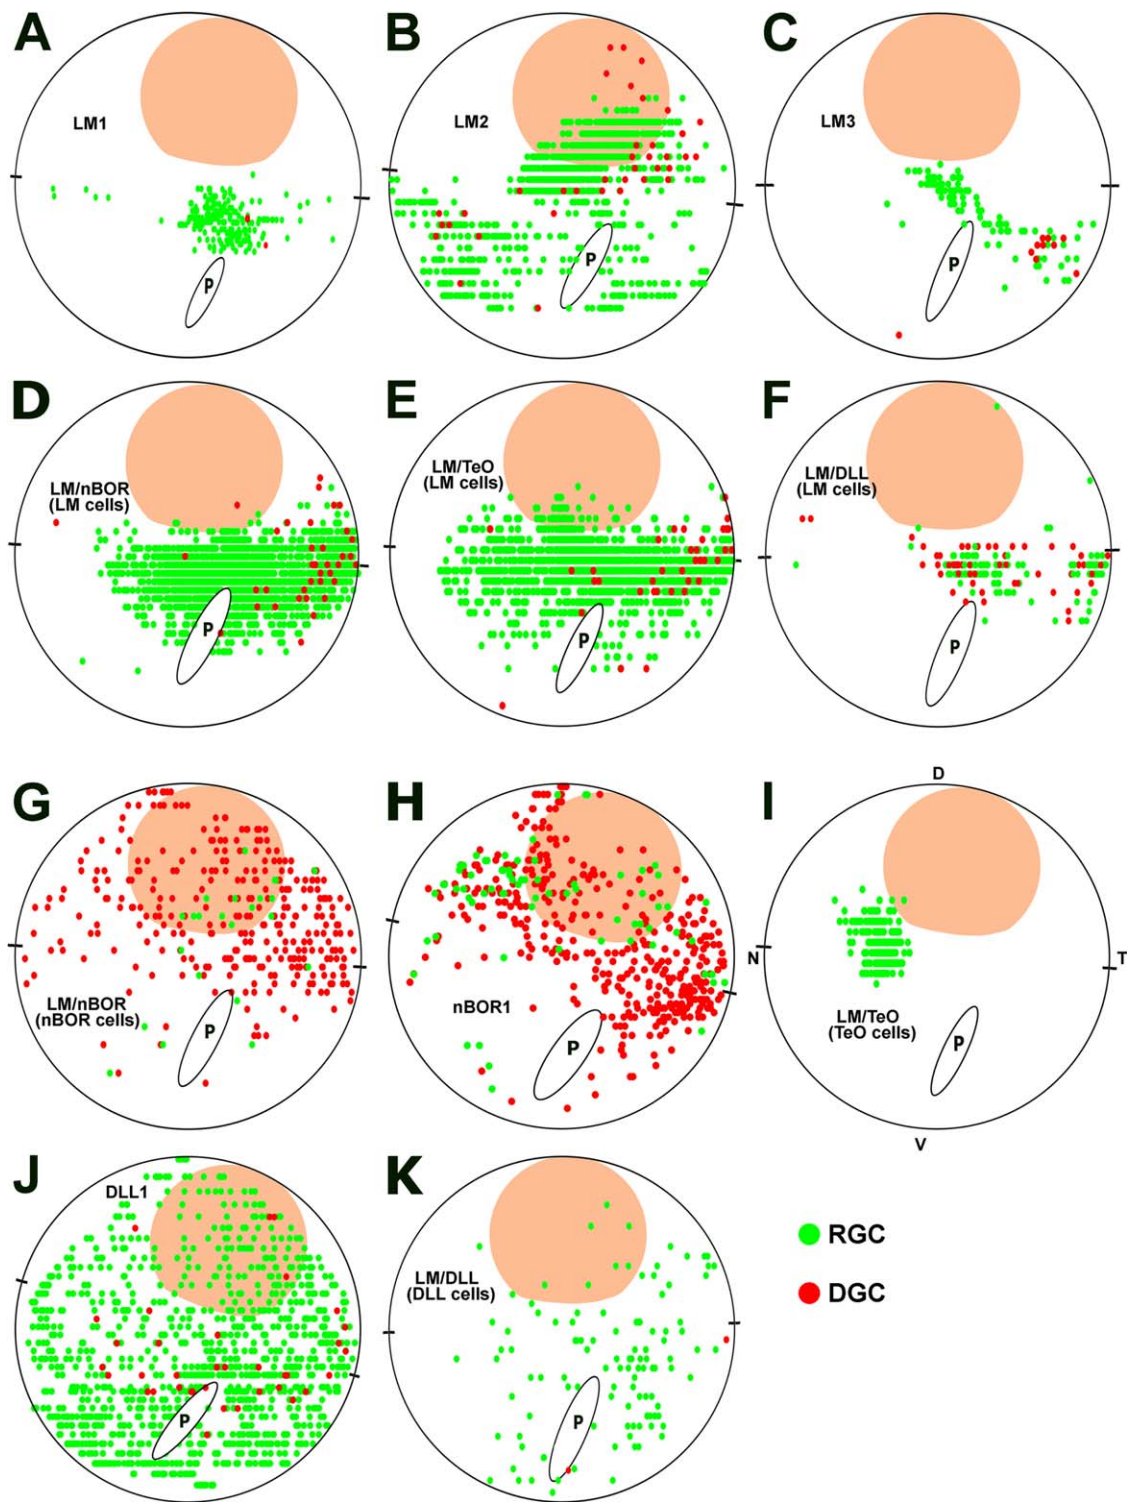 A
LM1
P
B
LM2
P
C
LM3
P
D
LM/nBOR
(LM cells)
P
E
LM/TeO
(LM cells)
P
F
LM/DLL
(LM cells)
P
G
LM/nBOR
(nBOR cells)
P
H
nBOR1
P
I
D
N
T
LM/TeO
(TeO cells)
P
V
J
DLL1
P
K
LM/DLL
(DLL cells)
P
RGC
DGC